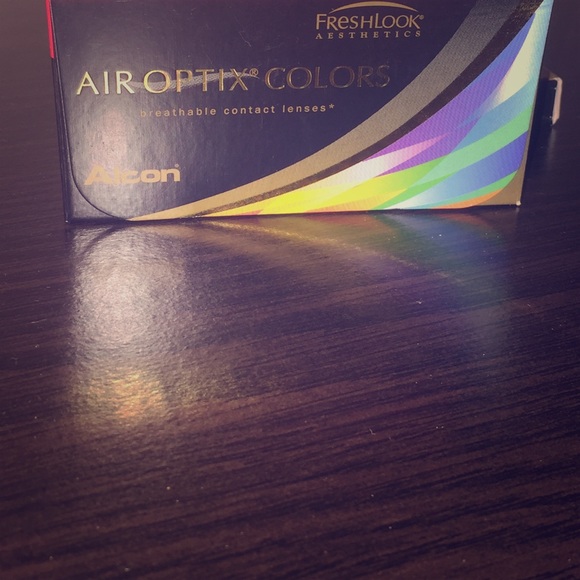 FRESHLOOK®
AESTHETICS
AIR OPTIX® COLORS
breathable contact lenses*
Alcon®